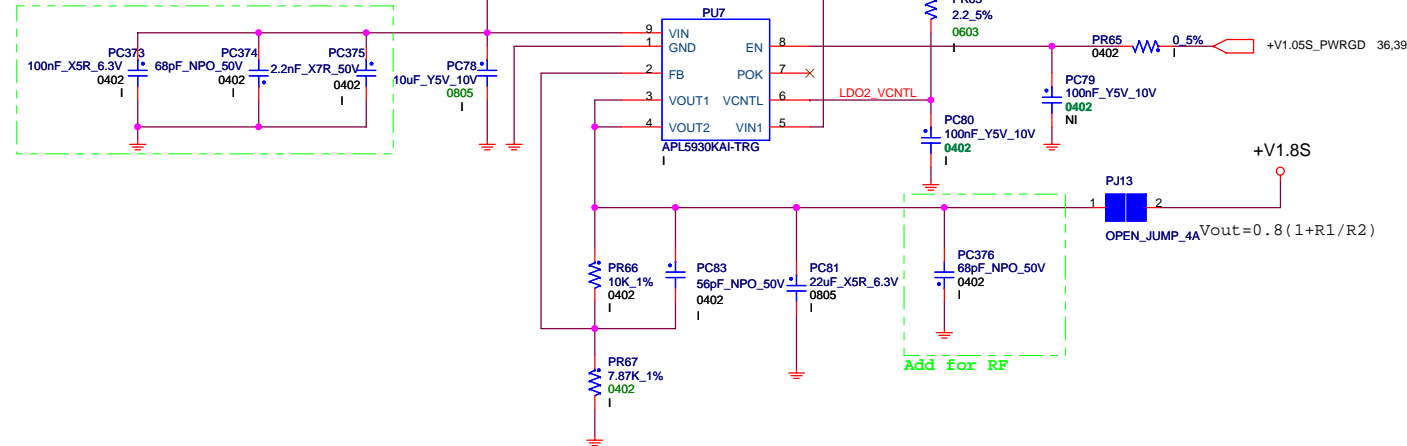 PU7
2.2_5%
0603
I
9
VIN
1
GND
2
FB
3
VOUT1
4
VOUT2
EN
8
POK
7
VCNTL
6
VIN1
5
APL5930KAI-TRG
I
PC373
100nF_X5R_6.3V
0402
I
PC374
68pF_NPO_50V
0402
I
PC375
2.2nF_X7R_50V
0402
I
PC78
10uF_Y5V_10V
0805
I
PR65
0402
0_5%
I
+V1.05S_PWRGD 36,39
PC79
100nF_Y5V_10V
0402
NI
LDO2_VCNTL
PC80
100nF_Y5V_10V
0402
I
+V1.8S
PJ13
1
2
OPEN_JUMP_4A
Vout=0.8(1+R1/R2)
PR66
10K_1%
0402
I
PC83
56pF_NPO_50V
0402
I
PC81
22uF_X5R_6.3V
0805
I
PC376
68pF_NPO_50V
0402
I
Add for RF
PR67
7.87K_1%
0402
I